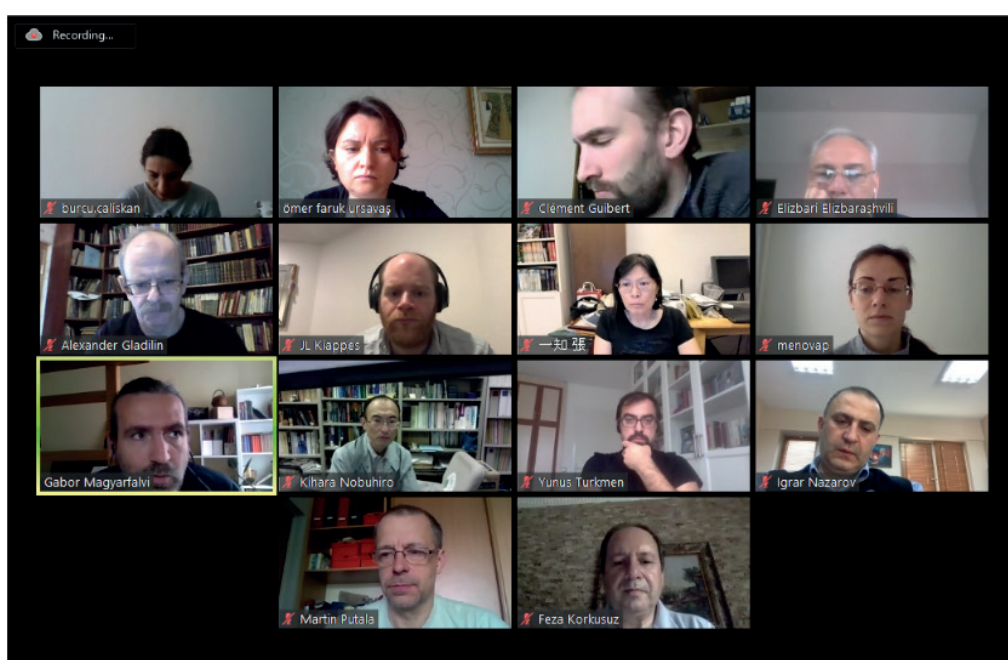 Recording...
burcu.caliskan
ömer faruk ursavaş
Clément Guibert
Elizbari Elizbarashvili
Alexander Gladilin
JL Kiappes
一知 張
menovap
Gabor Magyarfalvi
Kihara Nobuhiro
Yunus Turkmen
Igrar Nazarov
Martin Putala
Feza Korkusuz